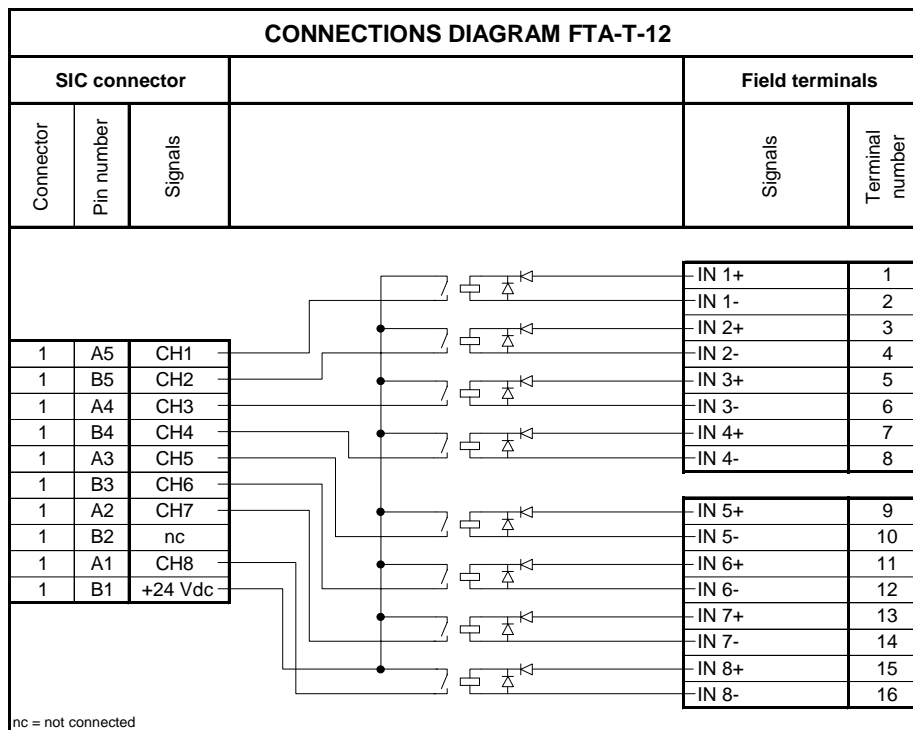 CONNECTIONS DIAGRAM FTA-T-12
SIC connector Field terminals
Connector Pin number Signals Signals Terminal number
IN 1+ 1
IN 1- 2
IN 2+ 3
1 A5 CH1 IN 2- 4
1 B5 CH2 IN 3+ 5
1 A4 CH3 IN 3- 6
1 B4 CH4 IN 4+ 7
1 A3 CH5 IN 4- 8
1 B3 CH6
1 A2 CH7 IN 5+ 9
1 B2 nc IN 5- 10
1 A1 CH8 IN 6+ 11
1 B1 +24 Vdc IN 6- 12
IN 7+ 13
IN 7- 14
IN 8+ 15
IN 8- 16
nc = not connected